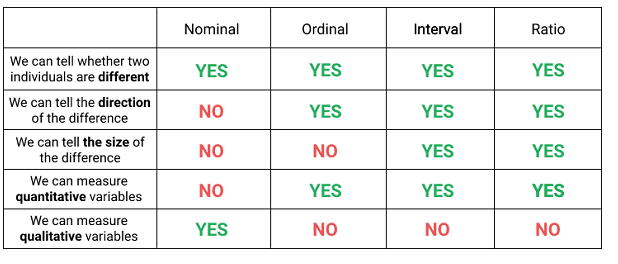 Nominal Ordinal Interval Ratio
We can tell whether two
individuals are different
YES YES YES YES
We can tell the direction
of the difference
NO YES YES YES
We can tell the size of
the difference
NO NO YES YES
We can measure
quantitative variables
NO YES YES YES
We can measure
qualitative variables
YES NO NO NO